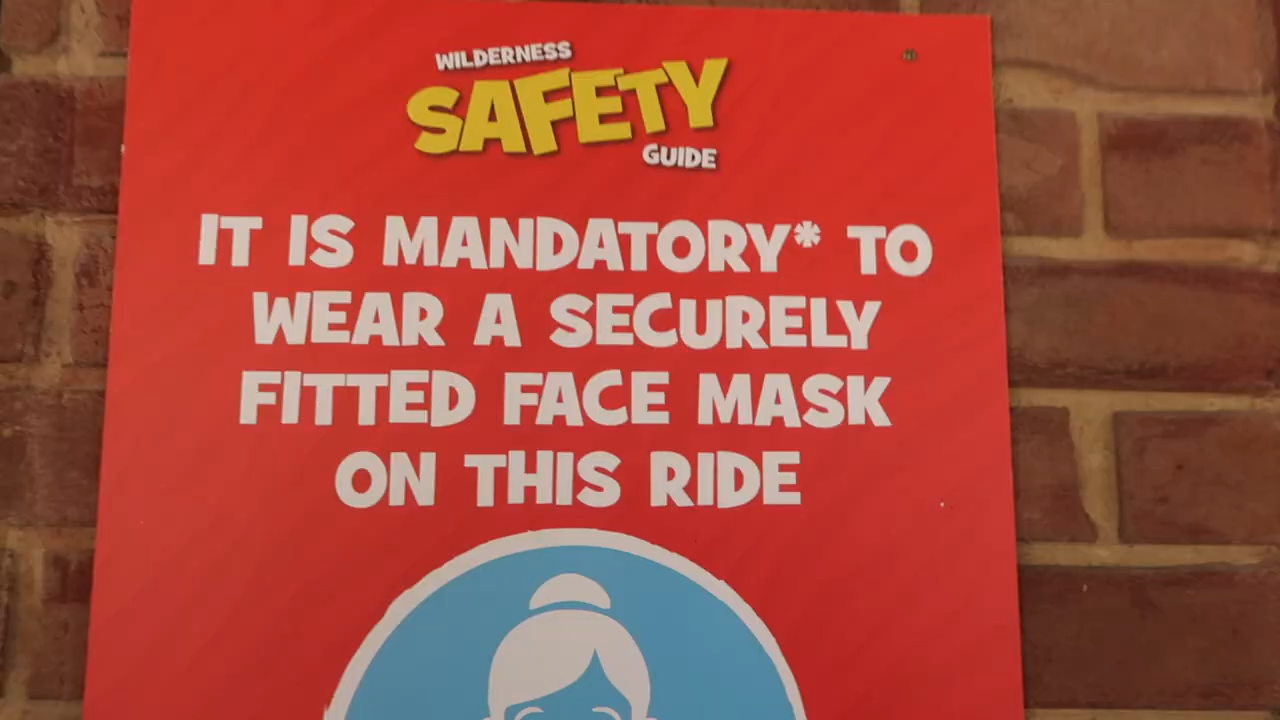 WILDERNESS
SAFETY
GUIDE
IT IS MANDATORY* TO
WEAR A SECURELY
FITTED FACE MASK
ON THIS RIDE